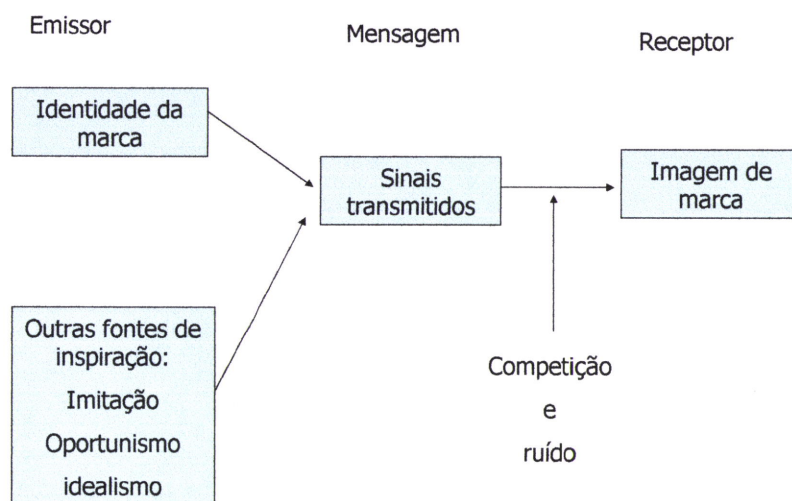 Emissor
Mensagem
Receptor
Identidade da
marca
Sinais
transmitidos
Imagem de
marca
Outras fontes de
inspiração:
Imitação
Oportunismo
idealismo
Competição
e
ruído